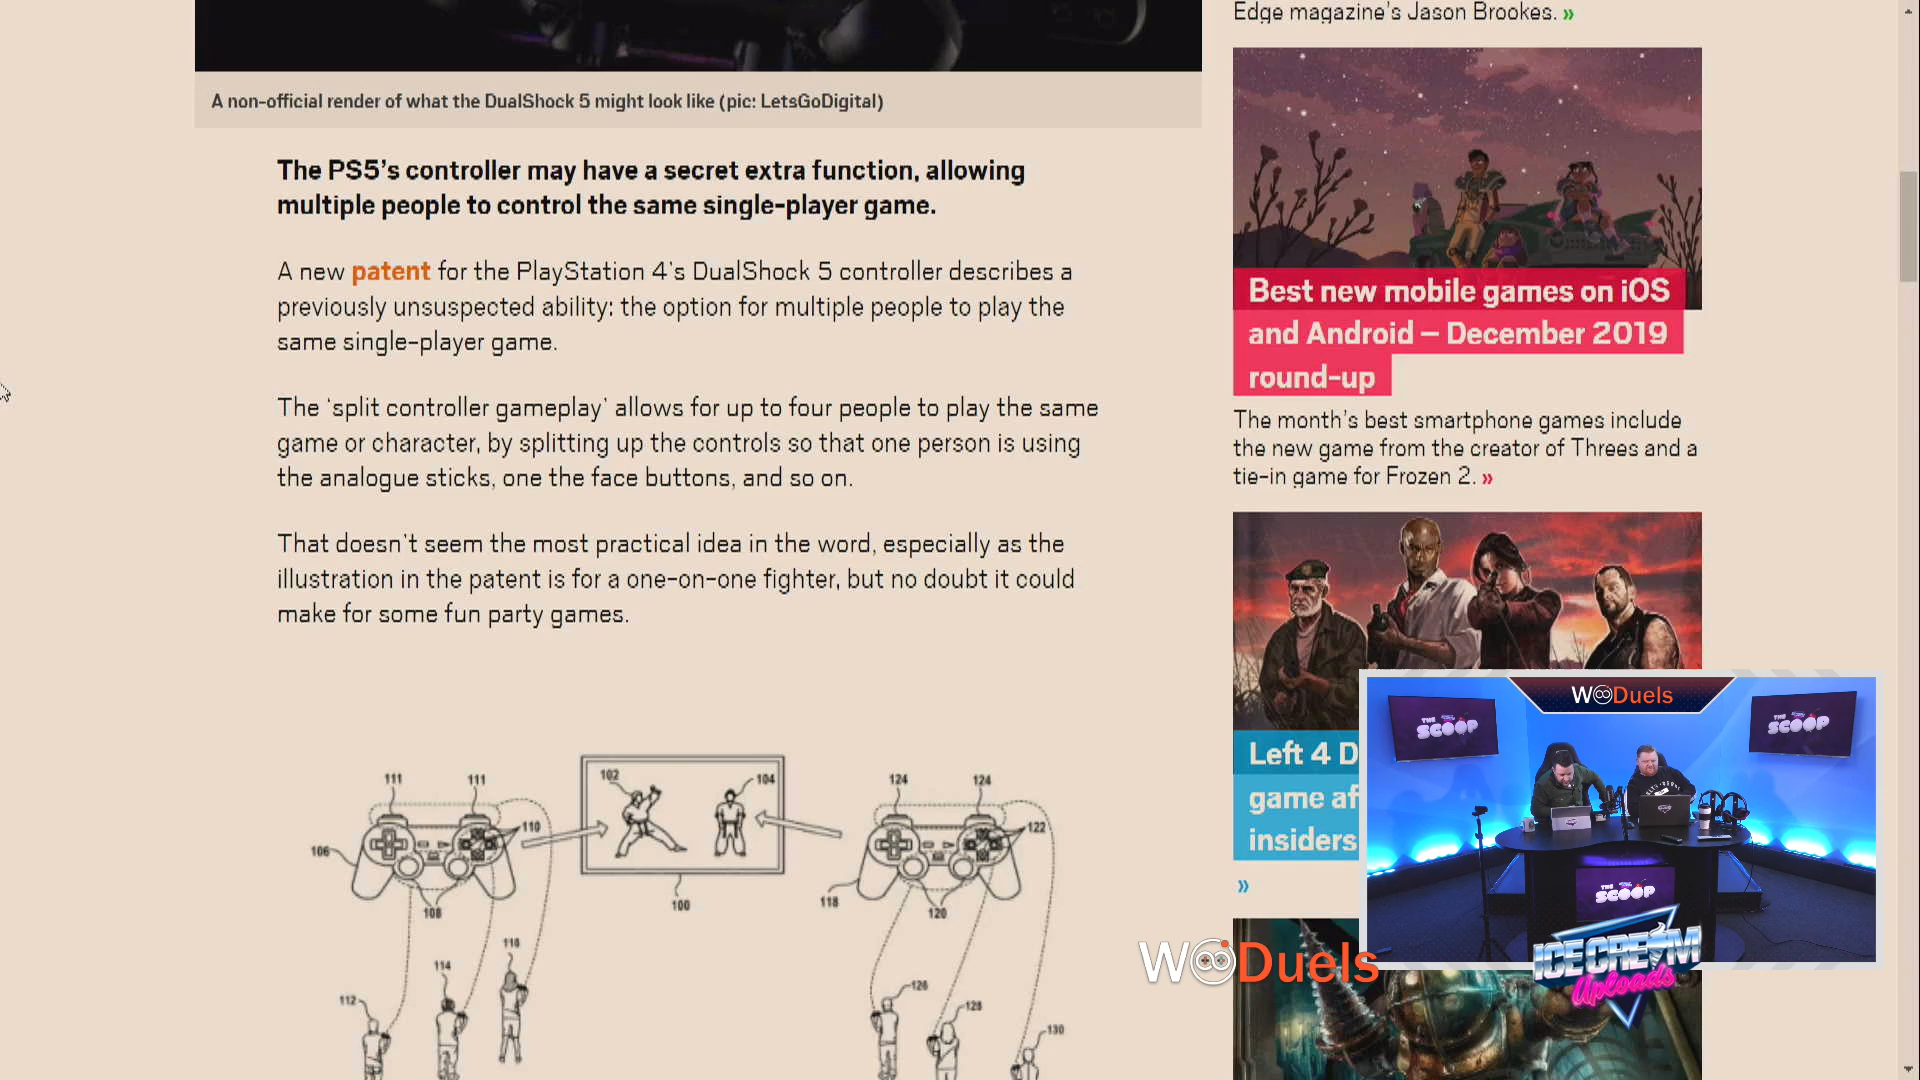 Edge magazine's Jason Brookes. »
A non-official render of what the DualShock 5 might look like (pic: LetsGoDigital)
The PS5's controller may have a secret extra function, allowing
multiple people to control the same single-player game.
A new patent for the PlayStation 4's DualShock 5 controller describes a
previously unsuspected ability: the option for multiple people to play the
same single-player game.
The 'split controller gameplay' allows for up to four people to play the same
game or character, by splitting up the controls so that one person is using
the analogue sticks, one the face buttons, and so on.
That doesn't seem the most practical idea in the word, especially as the
illustration in the patent is for a one-on-one fighter, but no doubt it could
make for some fun party games.
111 111 102 104 124 124
110 122
106
118 100 120
108
118
114
112
126
128
130
Best new mobile games on iOS
and Android – December 2019
round-up
The month's best smartphone games include
the new game from the creator of Threes and a
tie-in game for Frozen 2. »
Left 4 D
game af
insiders
»
WooDuels
THE SCOOP
THE SCOOP
THE SCOOP
ICE CREAM
Uploads
WooDuels